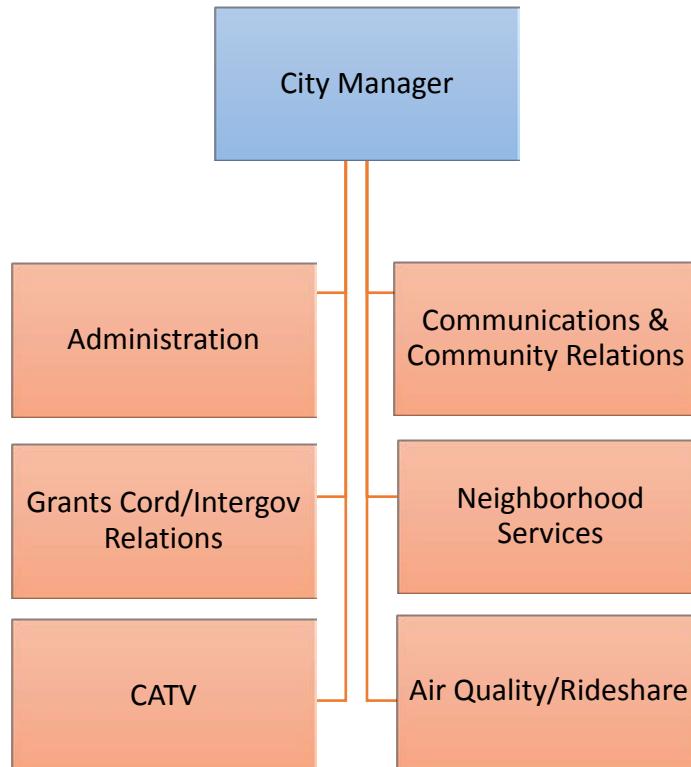 City Manager
Administration
Communications &
Community Relations
Grants Cord/Intergov
Relations
Neighborhood
Services
CATV
Air Quality/Rideshare